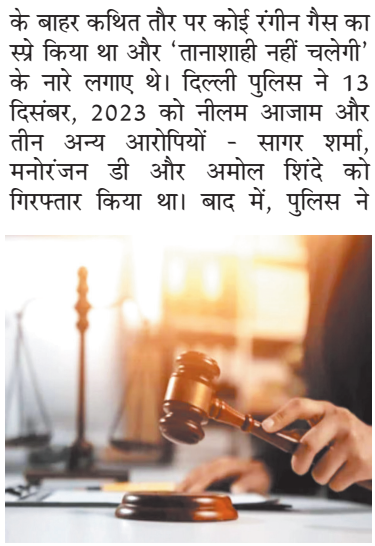 के बाहर कथित तौर पर कोई रंगीन गैस का
स्प्रे किया था और ‘तानाशाही नहीं चलेगी’
के नारे लगाए थे। दिल्ली पुलिस ने 13
दिसंबर, 2023 को नीलम आजाम और
तीन अन्य आरोपियों - सागर शर्मा,
मनोरंजन डी और अमोल शिंदे को
गिरफ्तार किया था। बाद में, पुलिस ने